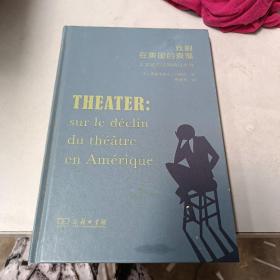 戏剧
在美国的衰落
THEATER:
sur le déclin
du théâtre
en Amérique
商务印书馆